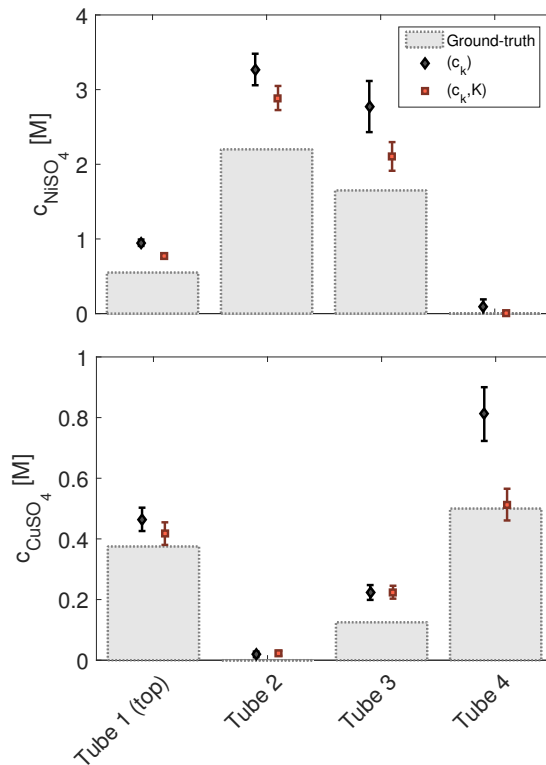 4
3
2
1
0
c_NiSO_4 [M]
Ground-truth
(c_k)
(c_k,K)
1
0.8
0.6
0.4
0.2
0
c_CuSO_4 [M]
Tube 1 (top)
Tube 2
Tube 3
Tube 4